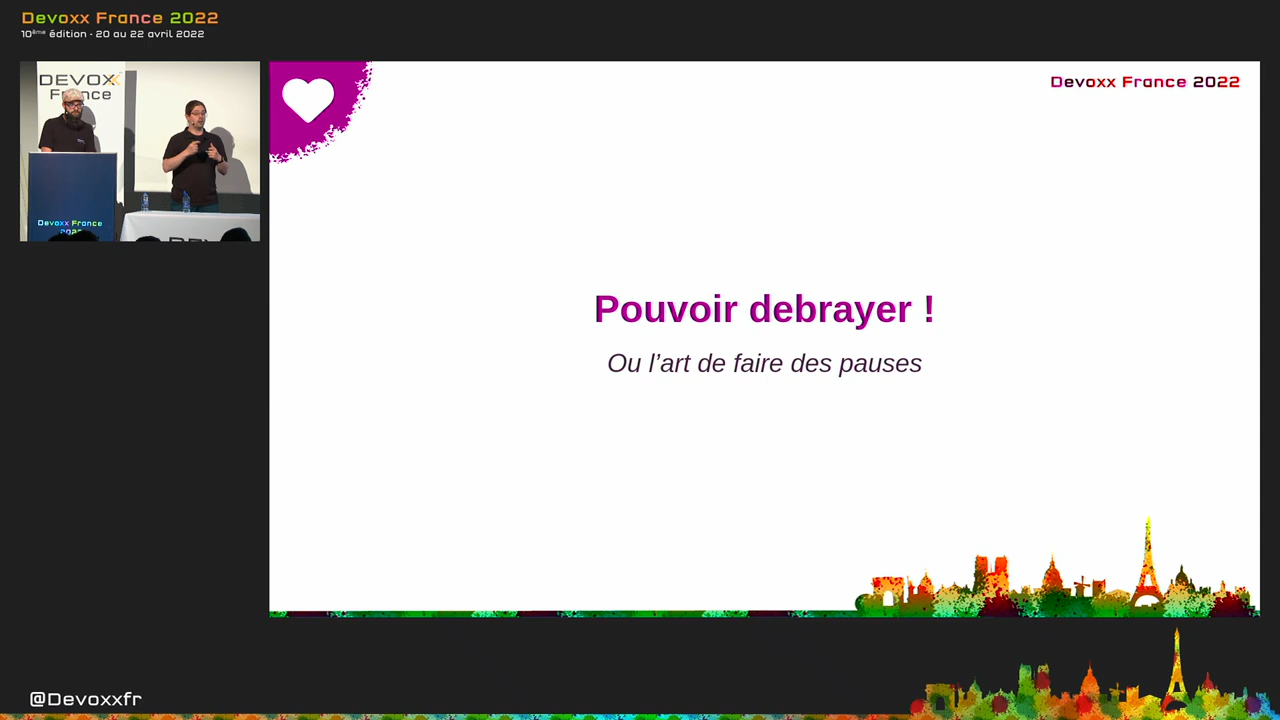 Devoxx France 2022
10ème édition - 20 au 22 avril 2022
DEVOXX
France
Devoxx France
2022
Devoxx France 2022
Pouvoir debrayer !
Ou l’art de faire des pauses
@Devoxxfr